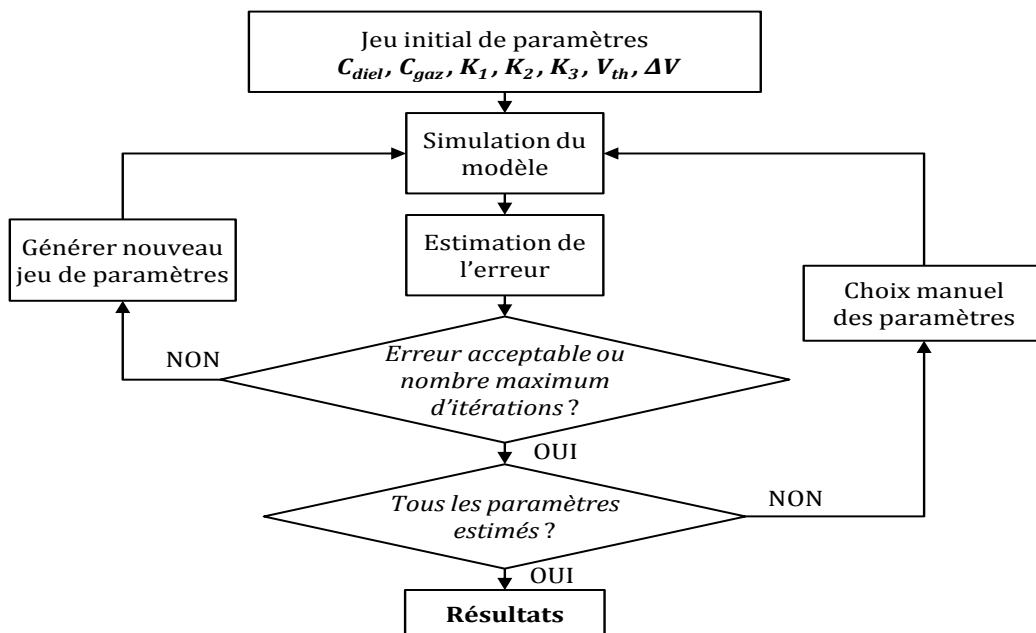 Jeu initial de paramètres
C_diel, C_gaz, K_1, K_2, K_3, V_th, ΔV
Simulation du
modèle
Générer nouveau
jeu de paramètres
Estimation de
l'erreur
Choix manuel
des paramètres
NON
Erreur acceptable ou
nombre maximum
d'itérations ?
OUI
Tous les paramètres
estimés ?
NON
OUI
Résultats